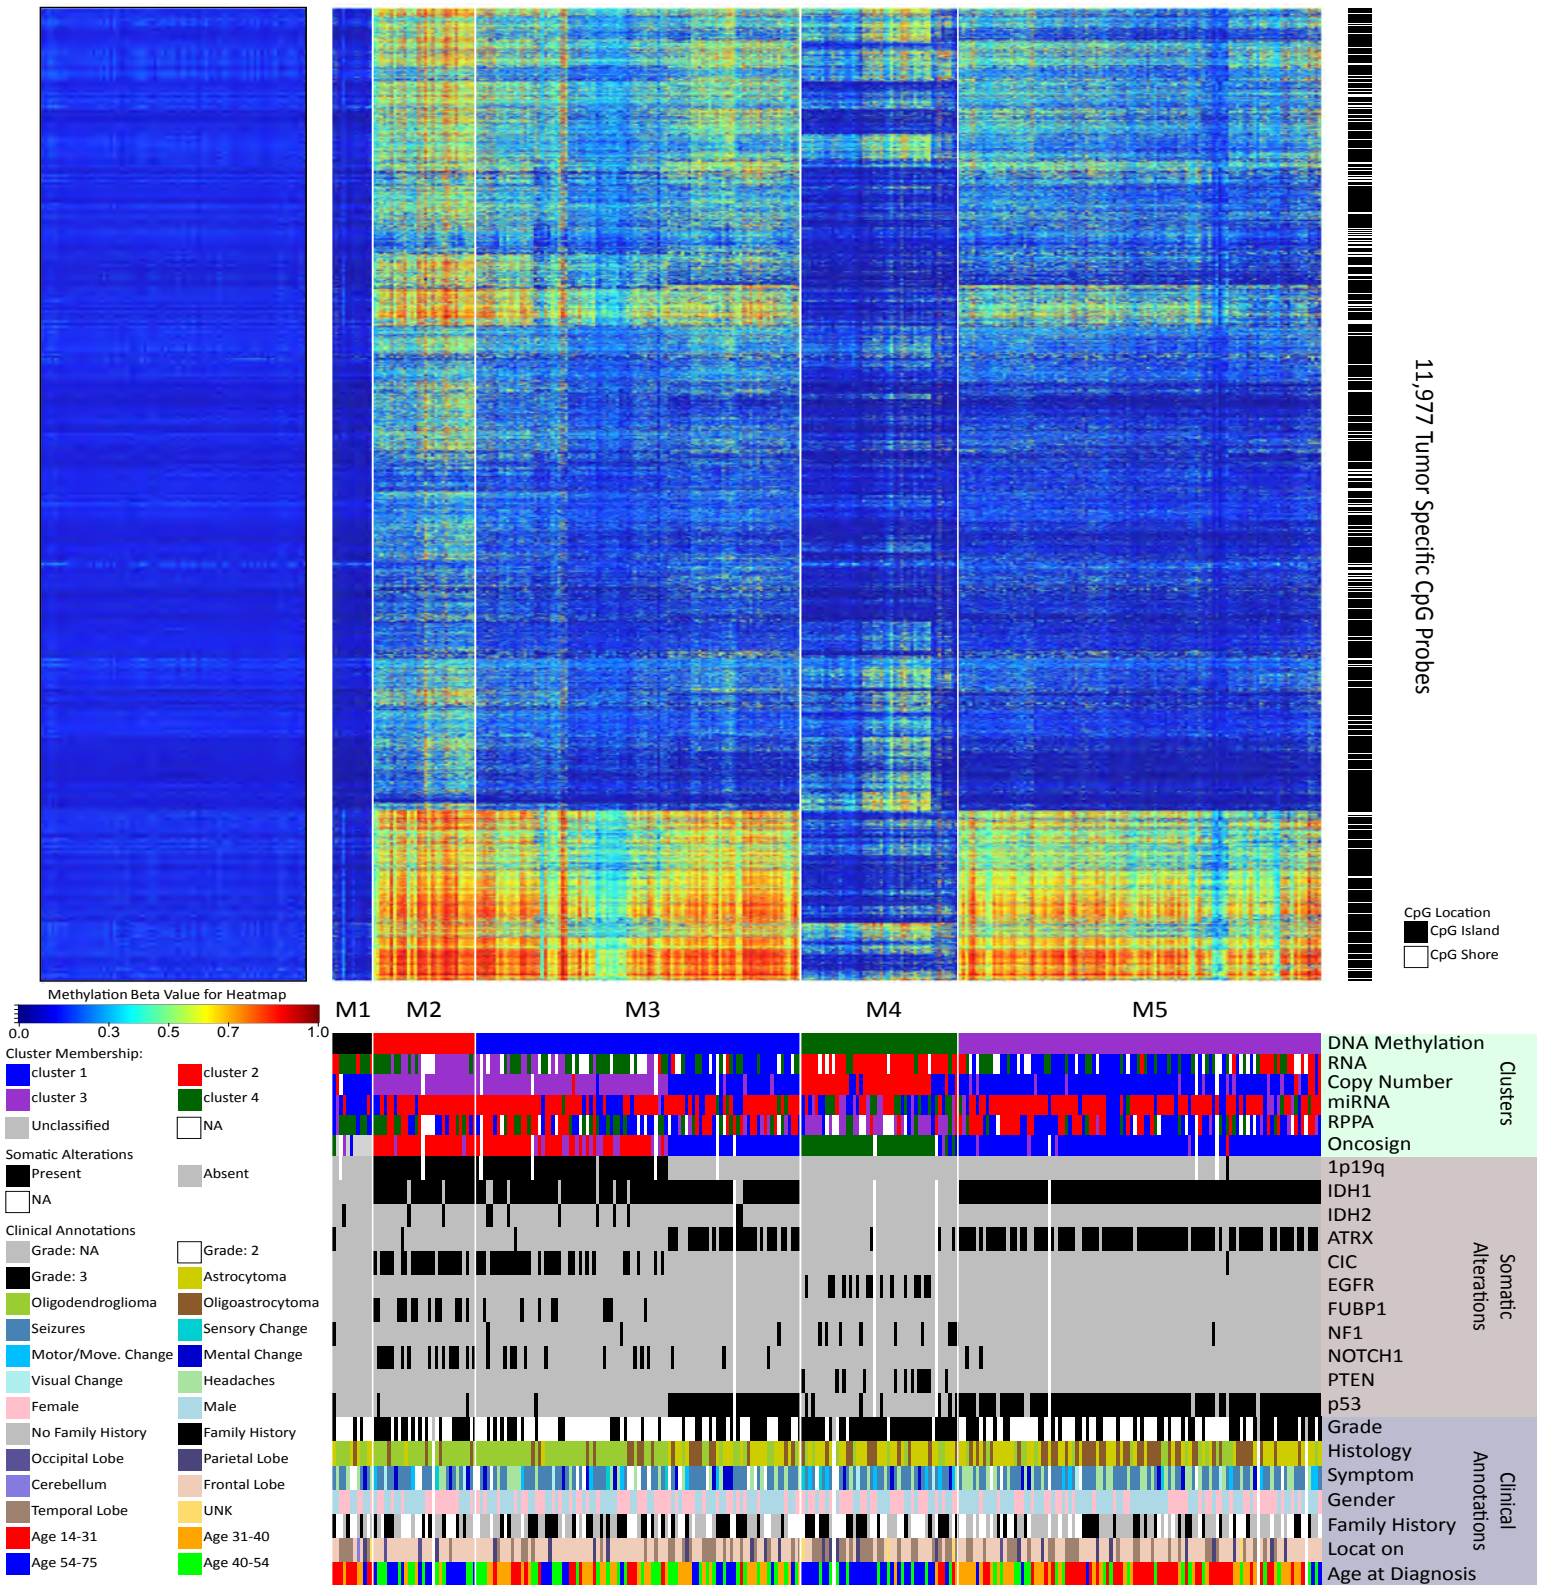 11,977 Tumor Specific CpG Probes
CpG Location
CpG Island
CpG Shore
Methylation Beta Value for Heatmap
0.0 0.3 0.5 0.7 1.0
M1 M2 M3 M4 M5
Cluster Membership:
cluster 1 cluster 2
cluster 3 cluster 4
Unclassified NA
Somatic Alterations
Present Absent
NA
Clinical Annotations
Grade: NA Grade: 2
Grade: 3 Astrocytoma
Oligodendroglioma Oligoastrocytoma
Seizures Sensory Change
Motor/Move. Change Mental Change
Visual Change Headaches
Female Male
No Family History Family History
Occipital Lobe Parietal Lobe
Cerebellum Frontal Lobe
Temporal Lobe UNK
Age 14-31 Age 31-40
Age 54-75 Age 40-54
DNA Methylation
RNA
Copy Number
miRNA
RPPA
Oncosign
Clusters
1p19q
IDH1
IDH2
ATRX
CIC
EGFR
FUBP1
NF1
NOTCH1
PTEN
p53
Somatic
Alterations
Grade
Histology
Symptom
Gender
Family History
Locat on
Age at Diagnosis
Clinical
Annotations